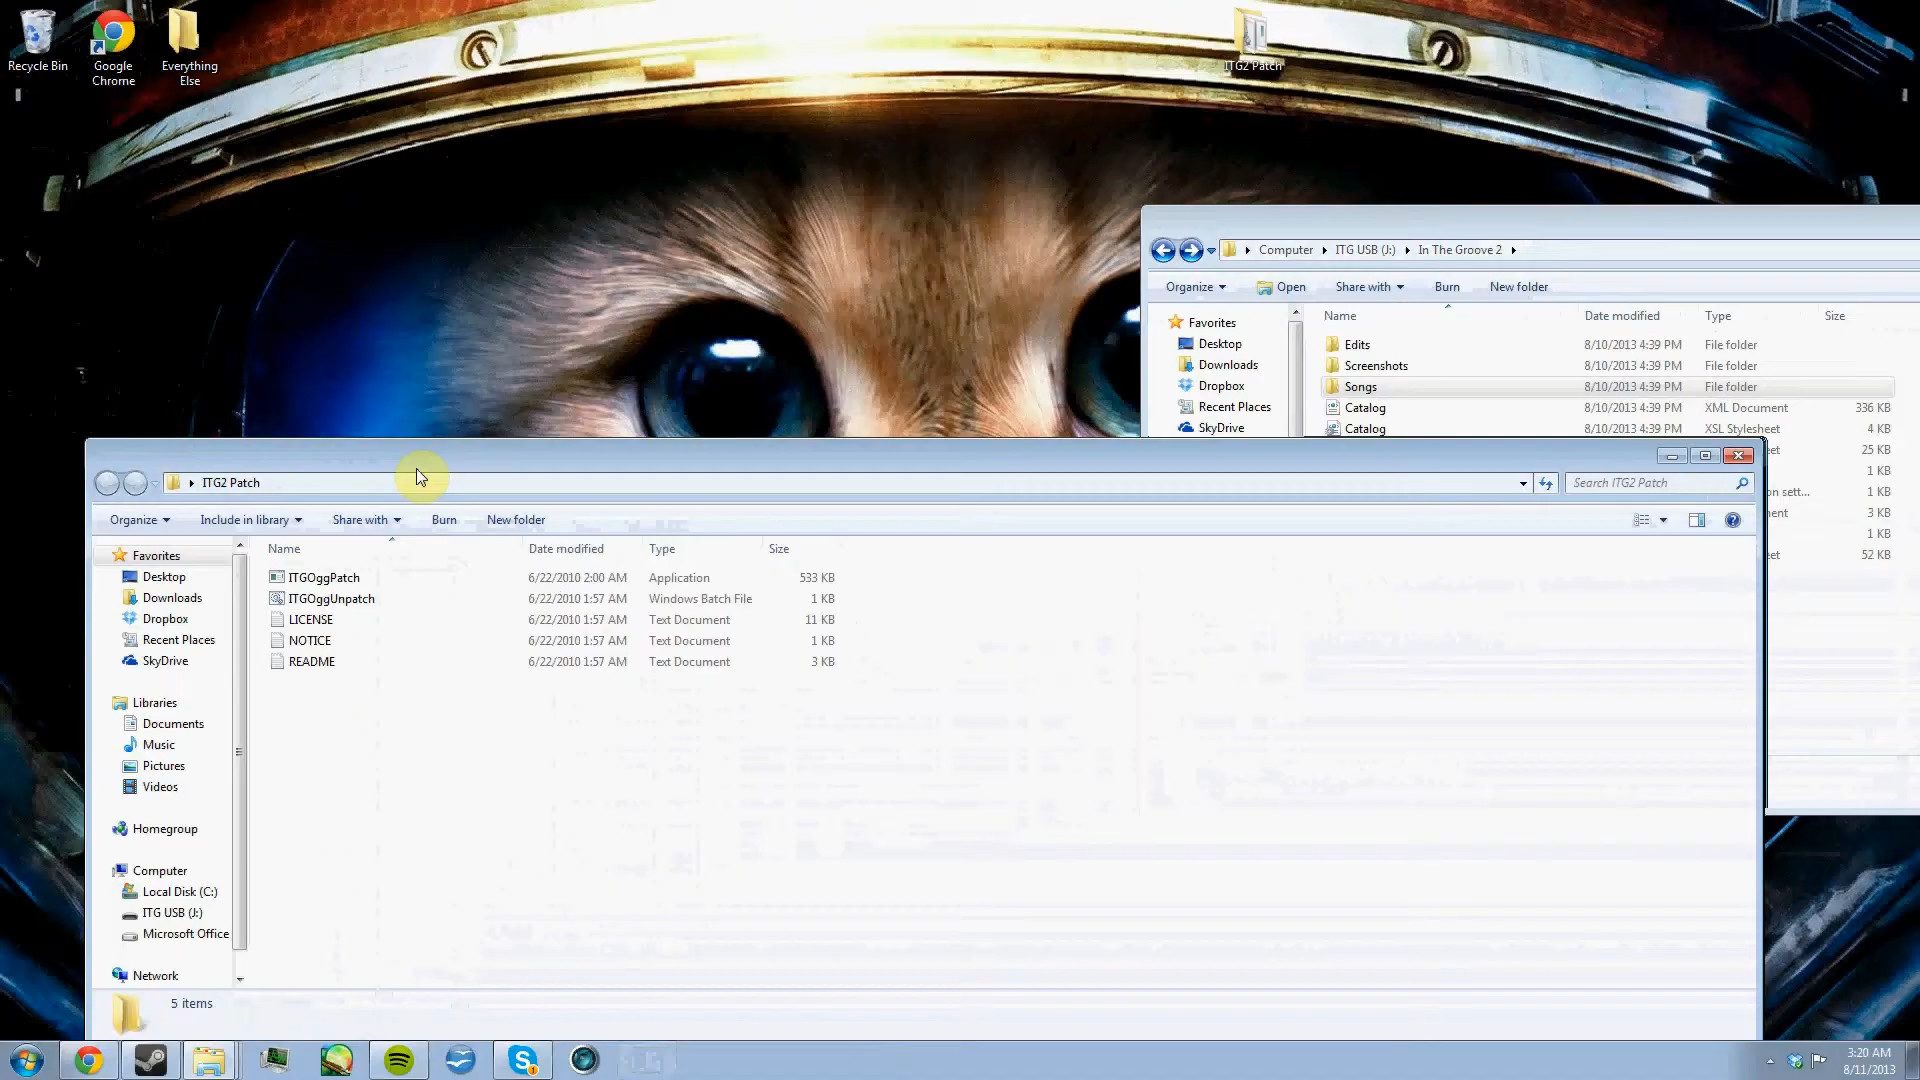 Recycle Bin
Google Chrome
Everything Else
ITG2 Patch
Computer ITG USB (J:) In The Groove 2
Organize Open Share with Burn New folder
Name Date modified Type Size
Favorites
Desktop
Downloads
Dropbox
Recent Places
SkyDrive
Edits 8/10/2013 4:39 PM File folder
Screenshots 8/10/2013 4:39 PM File folder
Songs 8/10/2013 4:39 PM File folder
Catalog 8/10/2013 4:39 PM XML Document 336 KB
Catalog 8/10/2013 4:39 PM XSL Stylesheet 4 KB
eet 25 KB
1 KB
on sett... 1 KB
ment 3 KB
1 KB
eet 52 KB
ITG2 Patch Search ITG2 Patch
Organize Include in library Share with Burn New folder
Name Date modified Type Size
ITGOggPatch 6/22/2010 2:00 AM Application 533 KB
ITGOggUnpatch 6/22/2010 1:57 AM Windows Batch File 1 KB
LICENSE 6/22/2010 1:57 AM Text Document 11 KB
NOTICE 6/22/2010 1:57 AM Text Document 1 KB
README 6/22/2010 1:57 AM Text Document 3 KB
Favorites
Desktop
Downloads
Dropbox
Recent Places
SkyDrive
Libraries
Documents
Music
Pictures
Videos
Homegroup
Computer
Local Disk (C:)
ITG USB (J:)
Microsoft Office
Network
5 items
3:20 AM
8/11/2013